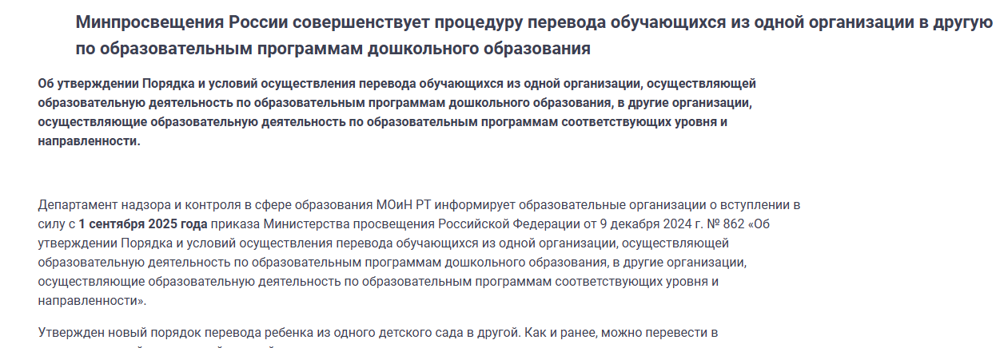 Минпросвещения России совершенствует процедуру перевода обучающихся из одной организации в другую
по образовательным программам дошкольного образования
Об утверждении Порядка и условий осуществления перевода обучающихся из одной организации, осуществляющей
образовательную деятельность по образовательным программам дошкольного образования, в другие организации,
осуществляющие образовательную деятельность по образовательным программам соответствующих уровня и
направленности.
Департамент надзора и контроля в сфере образования МОиН РТ информирует образовательные организации о вступлении в
силу с 1 сентября 2025 года приказа Министерства просвещения Российской Федерации от 9 декабря 2024 г. № 862 «Об
утверждении Порядка и условий осуществления перевода обучающихся из одной организации, осуществляющей
образовательную деятельность по образовательным программам дошкольного образования, в другие организации,
осуществляющие образовательную деятельность по образовательным программам соответствующих уровня и
направленности».
Утвержден новый порядок перевода ребенка из одного детского сада в другой. Как и ранее, можно перевести в